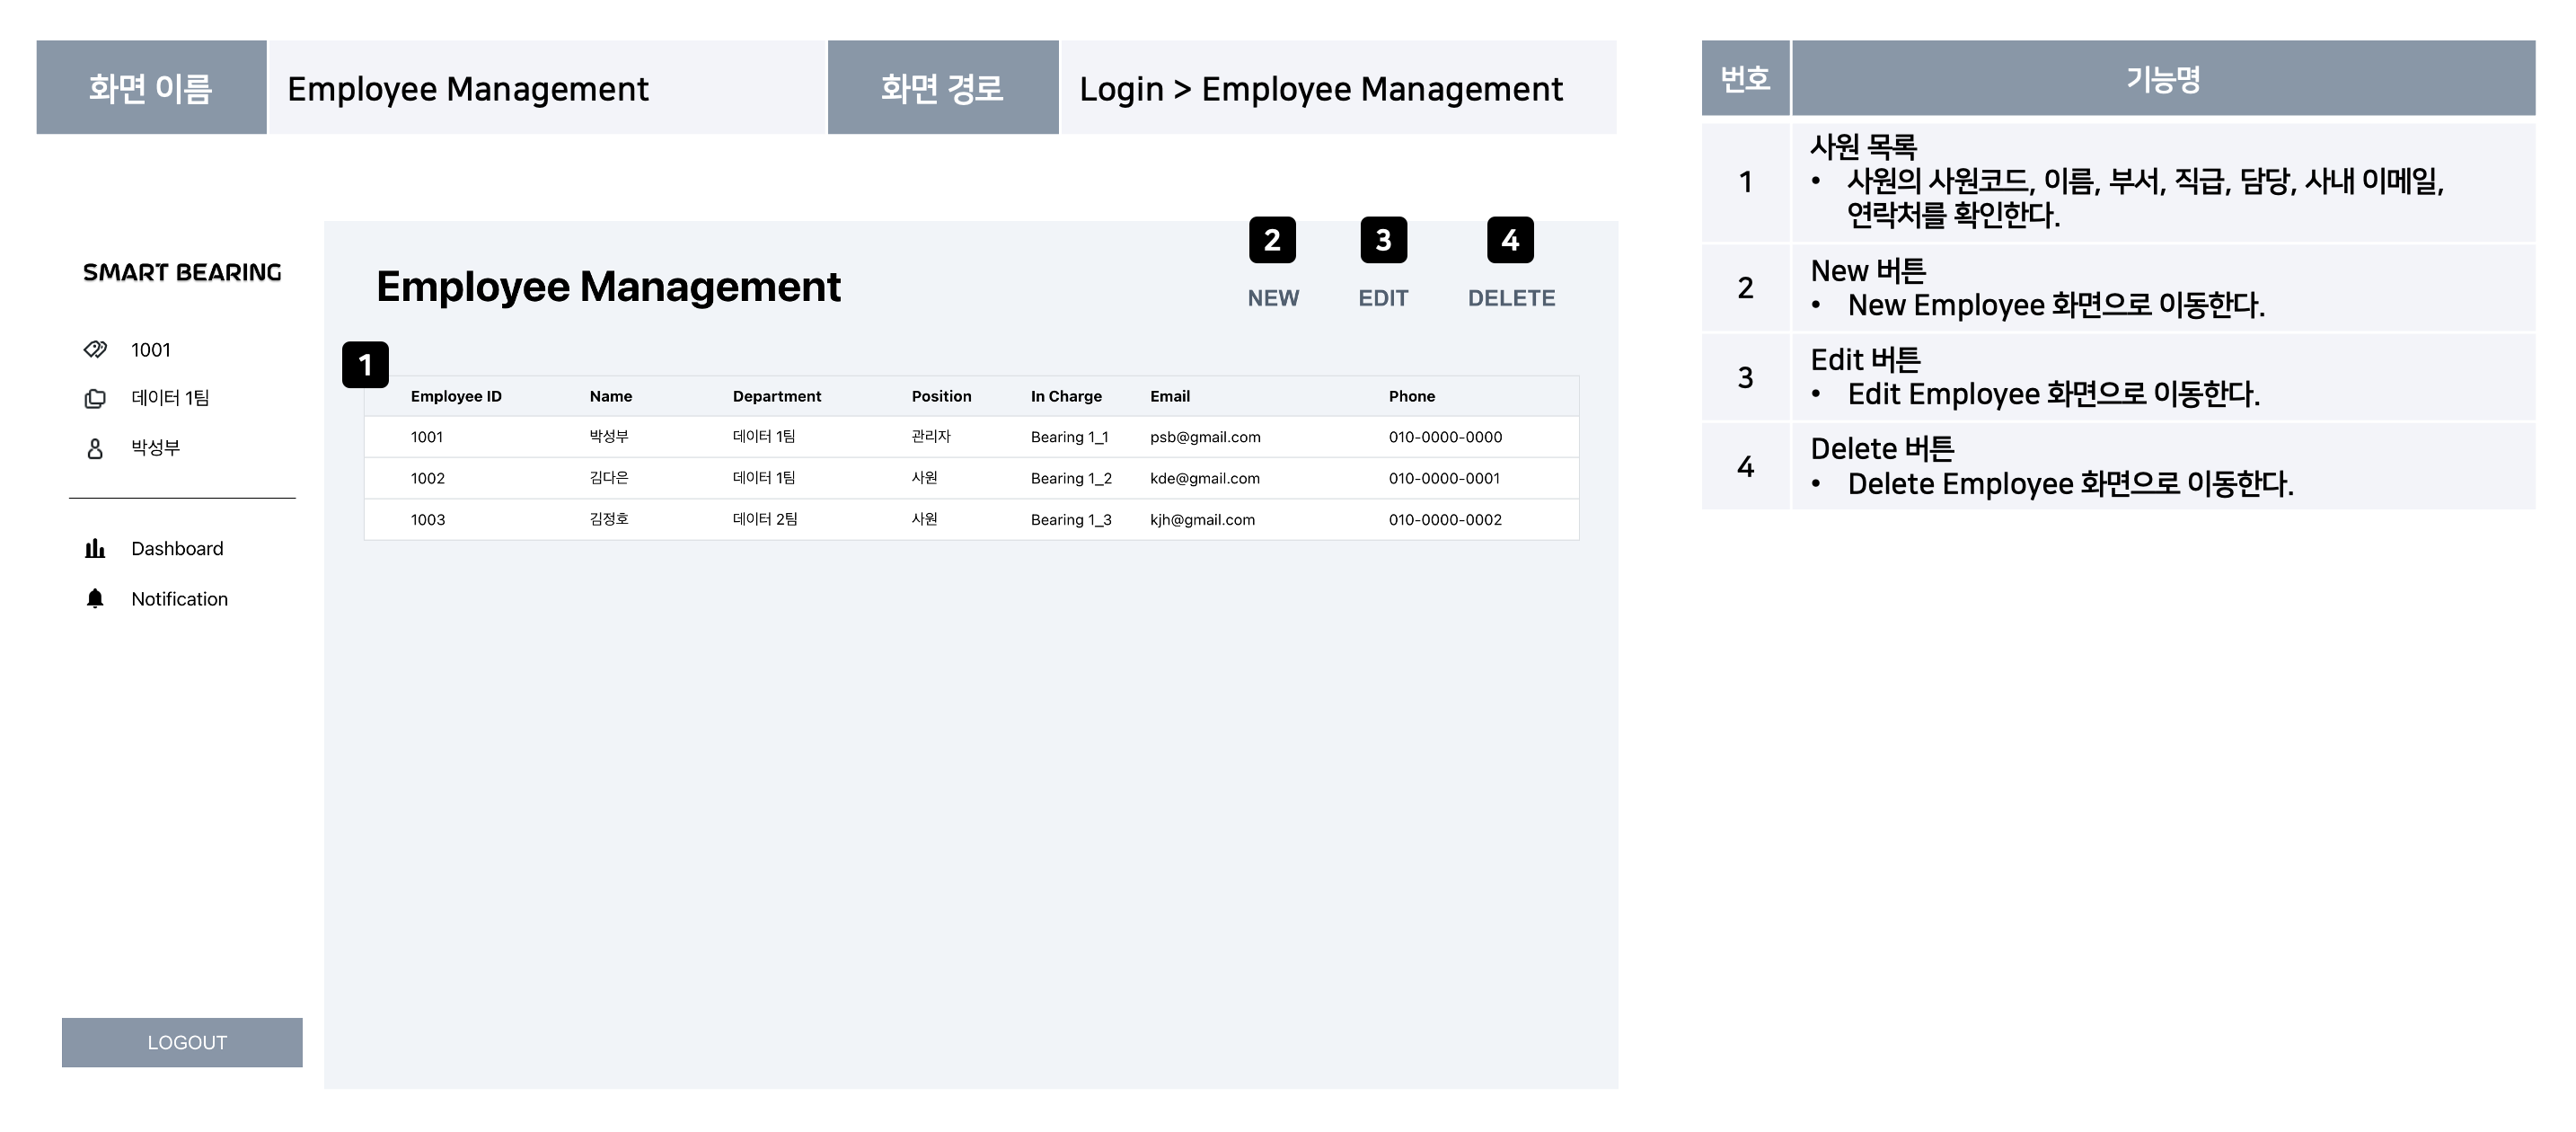 화면 이름 Employee Management 화면 경로 Login > Employee Management
SMART BEARING
1001
데이터 1팀
박성부
Dashboard
Notification
LOGOUT
Employee Management
2 3 4
NEW EDIT DELETE
1
Employee ID Name Department Position In Charge Email Phone
1001 박성부 데이터 1팀 관리자 Bearing 1_1 psb@gmail.com 010-0000-0000
1002 김다은 데이터 1팀 사원 Bearing 1_2 kde@gmail.com 010-0000-0001
1003 김정호 데이터 2팀 사원 Bearing 1_3 kjh@gmail.com 010-0000-0002
번호 기능명
1 사원 목록
• 사원의 사원코드, 이름, 부서, 직급, 담당, 사내 이메일,
연락처를 확인한다.
2 New 버튼
• New Employee 화면으로 이동한다.
3 Edit 버튼
• Edit Employee 화면으로 이동한다.
4 Delete 버튼
• Delete Employee 화면으로 이동한다.